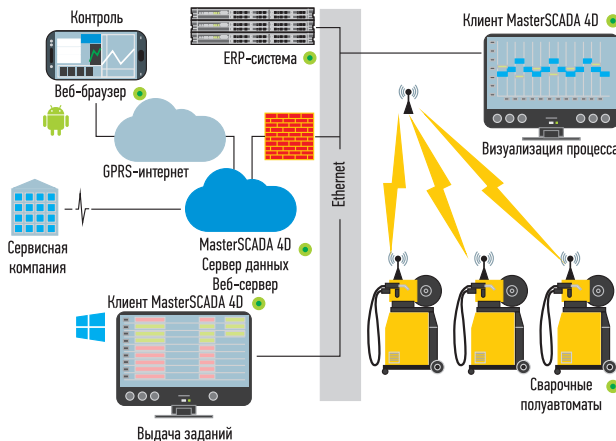 Контроль
Веб-браузер
ERP-система
Клиент MasterSCADA 4D
Визуализация процесса
GPRS-интернет
Ethernet
Сервисная
компания
MasterSCADA 4D
Сервер данных
Веб-сервер
Клиент MasterSCADA 4D
Выдача заданий
Сварочные
полуавтоматы